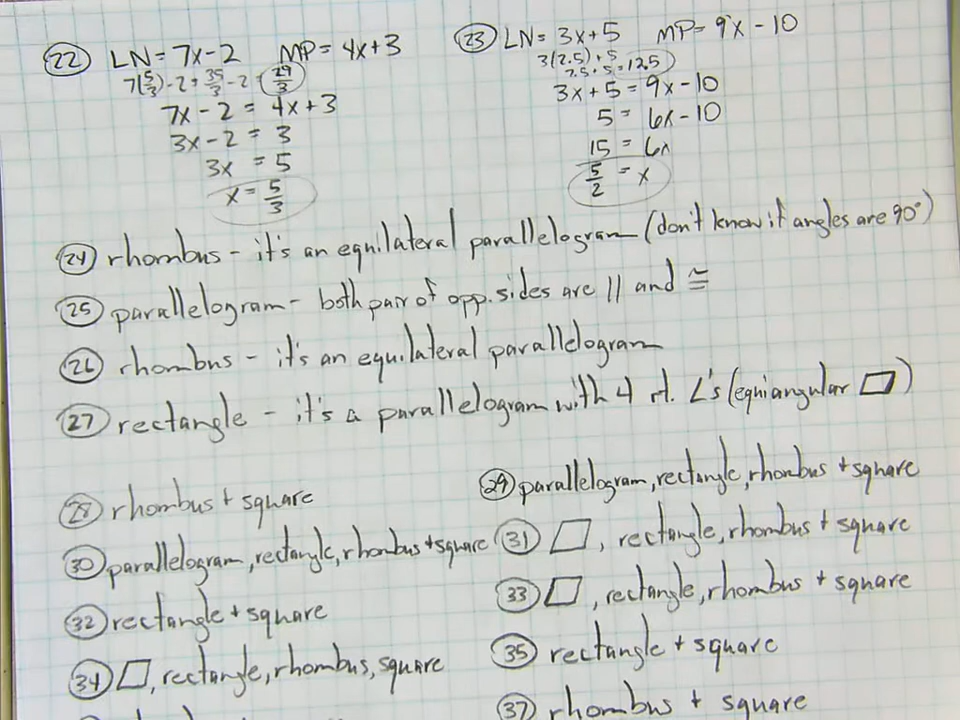 22 LN = 7x - 2 MP = 4x + 3
7(5/3) - 2 = 35/3 - 2 29/3
7x - 2 = 4x + 3
3x - 2 = 3
3x = 5
x = 5/3
23 LN = 3x + 5 MP = 9x - 10
3(2.5) + 5
7.5 + 5 = 12.5
3x + 5 = 9x - 10
5 = 6x - 10
15 = 6x
5/2 = x
24 rhombus - it's an equilateral parallelogram (don't know if angles are 90°)
25 parallelogram - both pair of opp. sides are || and ≅
26 rhombus - it's an equilateral parallelogram
27 rectangle - it's a parallelogram with 4 rt. ∠'s (equiangular ▱)
28 rhombus + square
29 parallelogram, rectangle, rhombus + square
30 parallelogram, rectangle, rhombus + square
31 ▱, rectangle, rhombus + square
32 rectangle + square
33 ▱, rectangle, rhombus + square
34 ▱, rectangle, rhombus, square
35 rectangle + square
37 rhombus + square